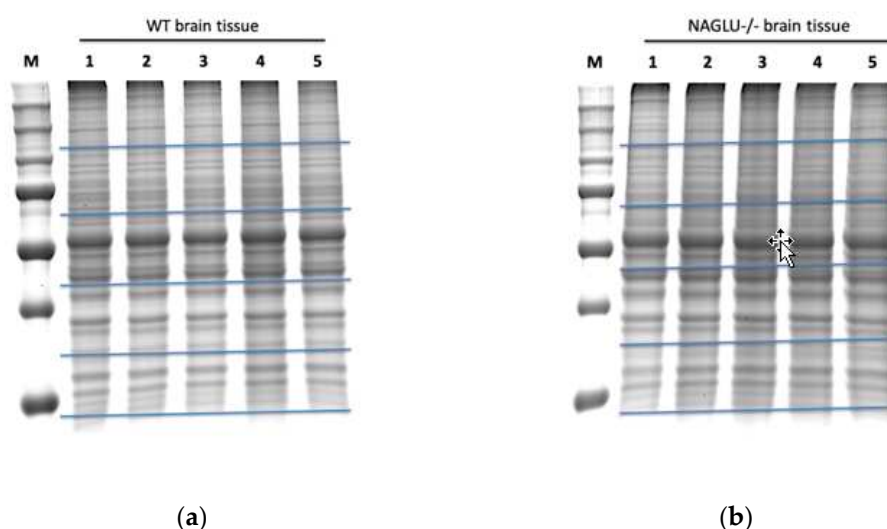 WT brain tissue
M 1 2 3 4 5
(a)
NAGLU-/- brain tissue
M 1 2 3 4 5
(b)